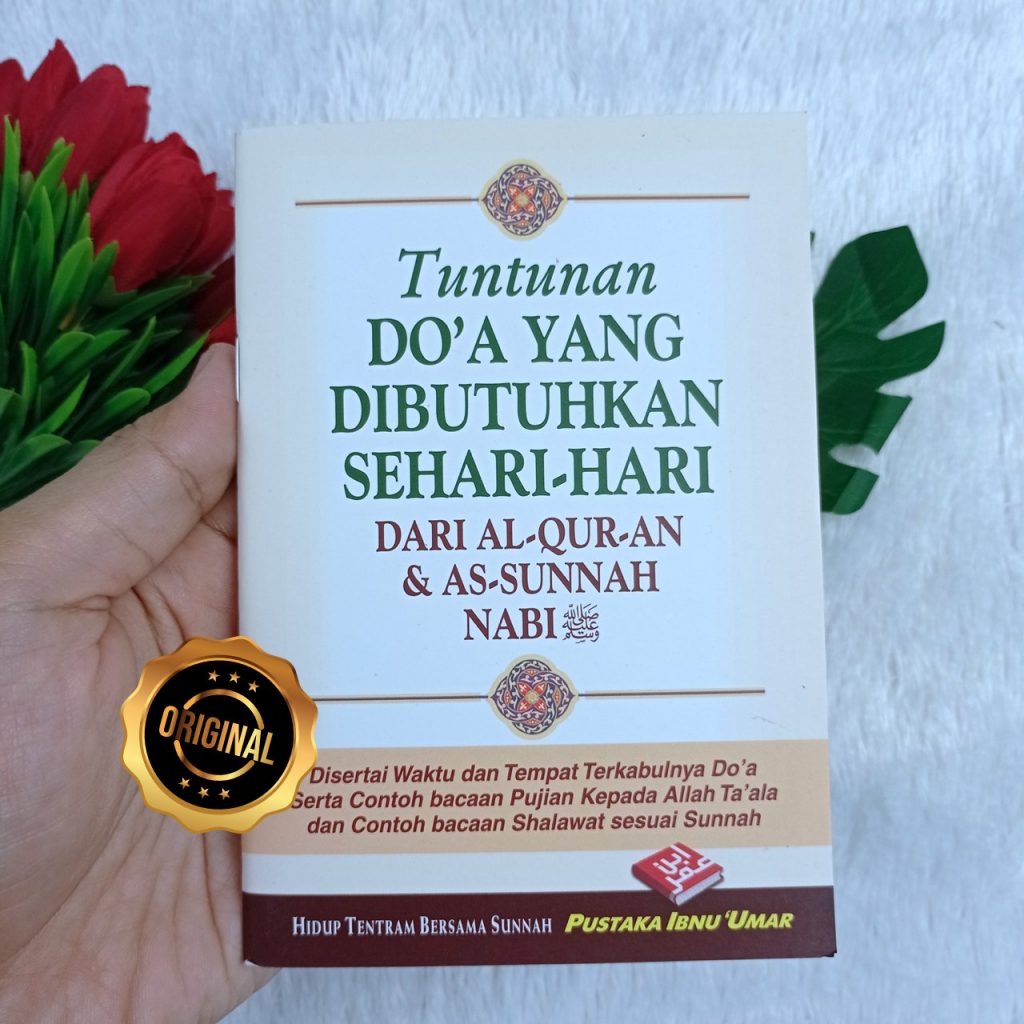 Tuntunan
DO'A YANG
DIBUTUHKAN
SEHARI-HARI
DARI AL-QUR-AN
& AS-SUNNAH
NABI ﷺ
ORIGINAL
Disertai Waktu dan Tempat Terkabulnya Do'a
Serta Contoh bacaan Pujian Kepada Allah Ta'ala
dan Contoh bacaan Shalawat sesuai Sunnah
ابن
عمر
HIDUP TENTRAM BERSAMA SUNNAH PUSTAKA IBNU 'UMAR